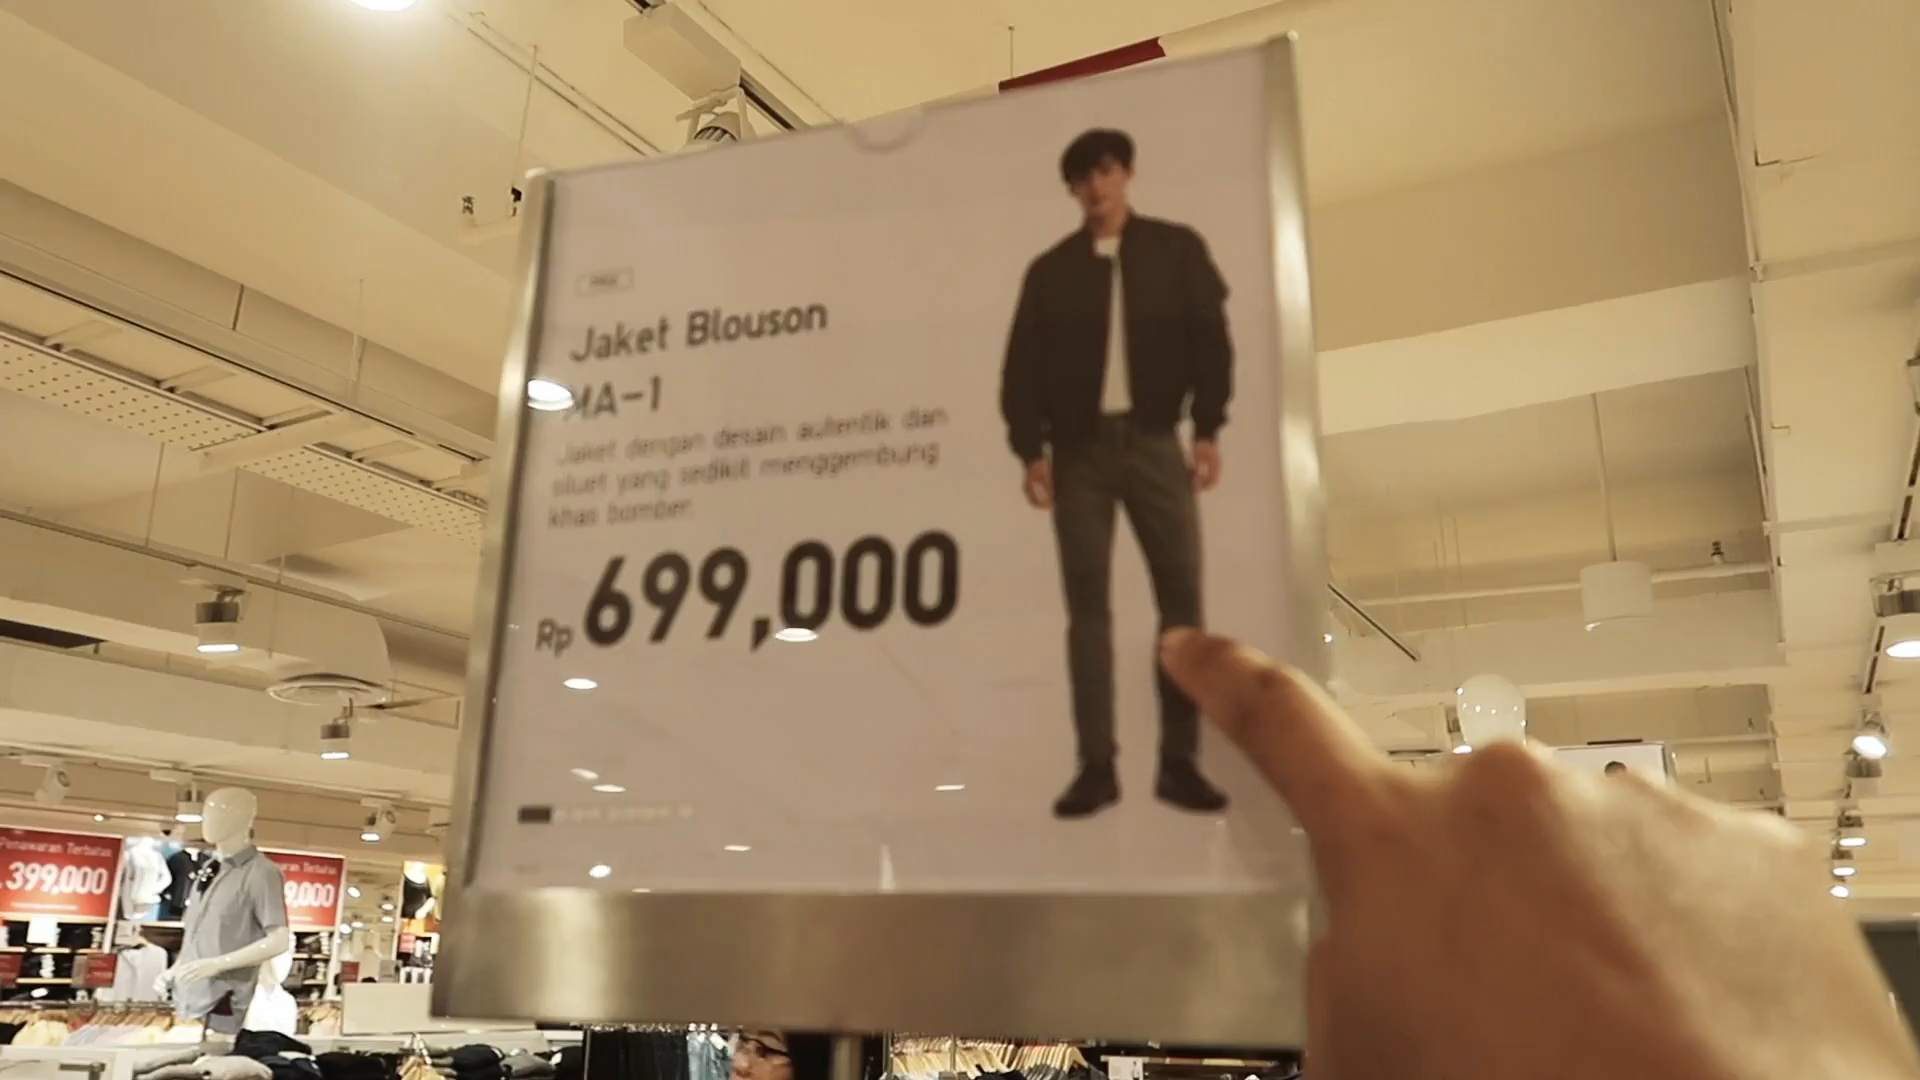 Jaket Blouson
MA-1
Jaket dengan desain autentik dan
siluet yang sedikit menggembung
khas bomber.
Rp 699,000
Penawaran Terbatas
399,000
Terbatas
9,000